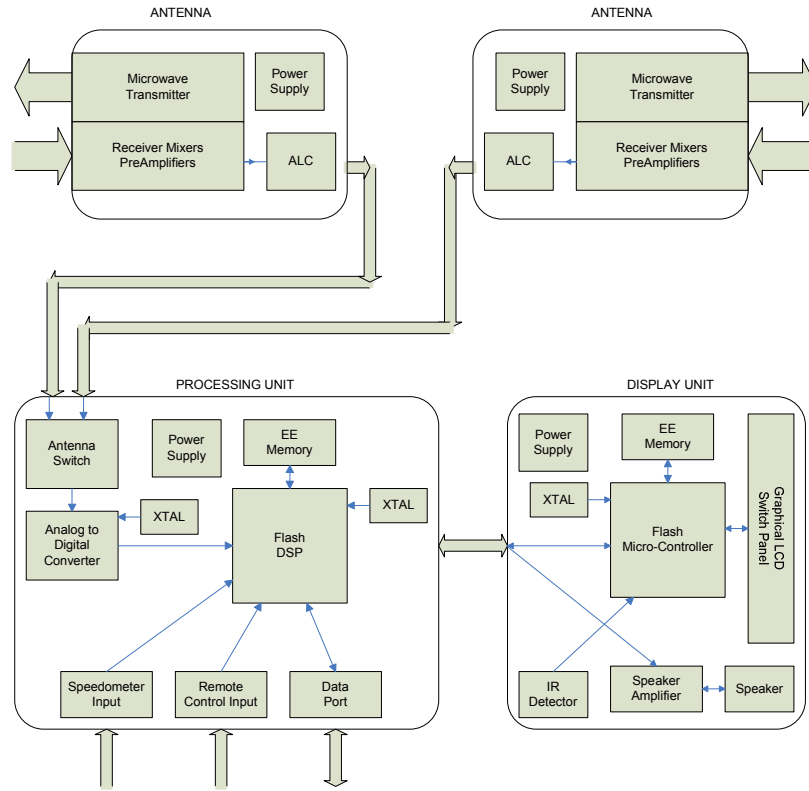 ANTENNA
Microwave
Transmitter
Power
Supply
Receiver Mixers
PreAmplifiers
ALC
ANTENNA
Power
Supply
Microwave
Transmitter
ALC
Receiver Mixers
PreAmplifiers
PROCESSING UNIT
Antenna
Switch
Power
Supply
EE
Memory
XTAL
XTAL
Analog to
Digital
Converter
Flash
DSP
Speedometer
Input
Remote
Control Input
Data
Port
DISPLAY UNIT
Power
Supply
EE
Memory
XTAL
Flash
Micro-Controller
Graphical LCD
Switch Panel
IR
Detector
Speaker
Amplifier
Speaker